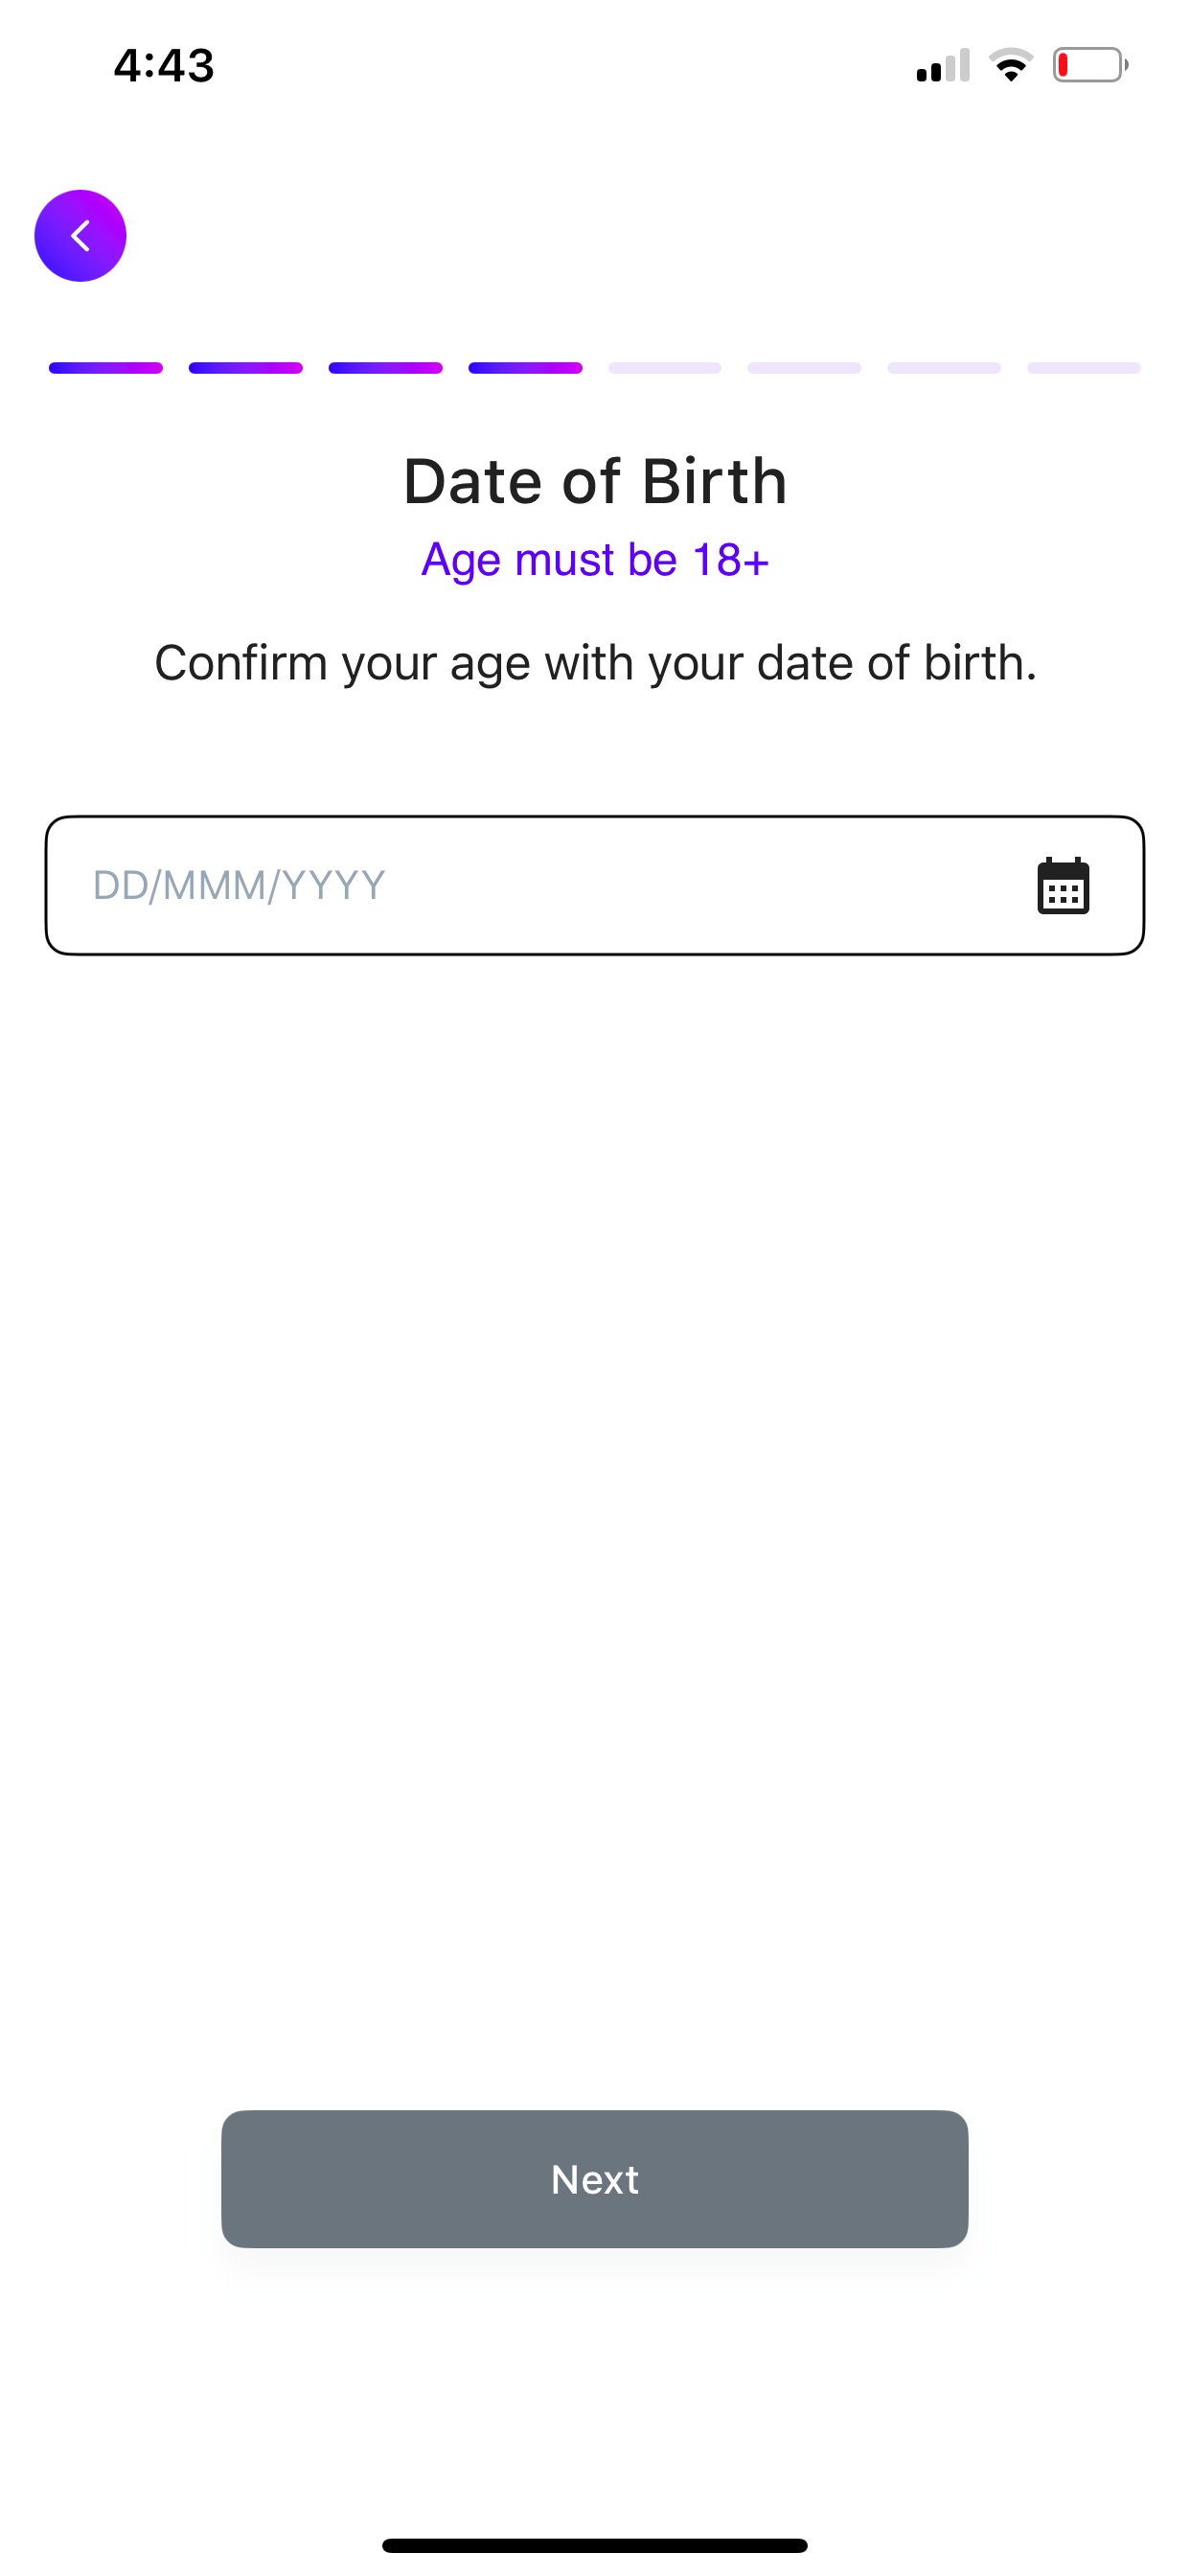 4:43
Date of Birth
Age must be 18+
Confirm your age with your date of birth.
DD/MMM/YYYY
Next